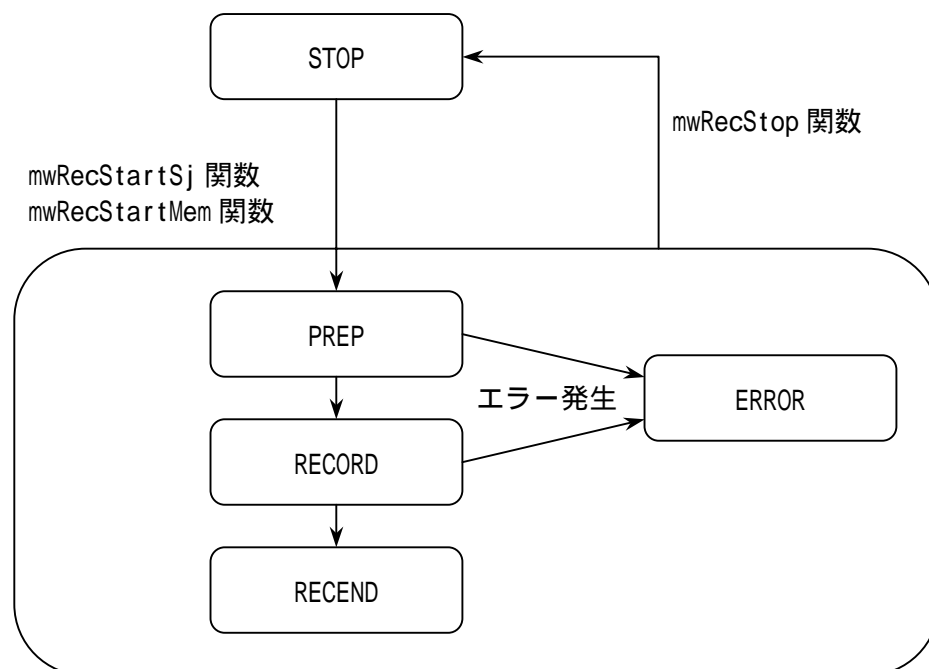 STOP
mwRecStop 関数
mwRecStartSj 関数
mwRecStartMem 関数
PREP
エラー発生
ERROR
RECORD
RECEND